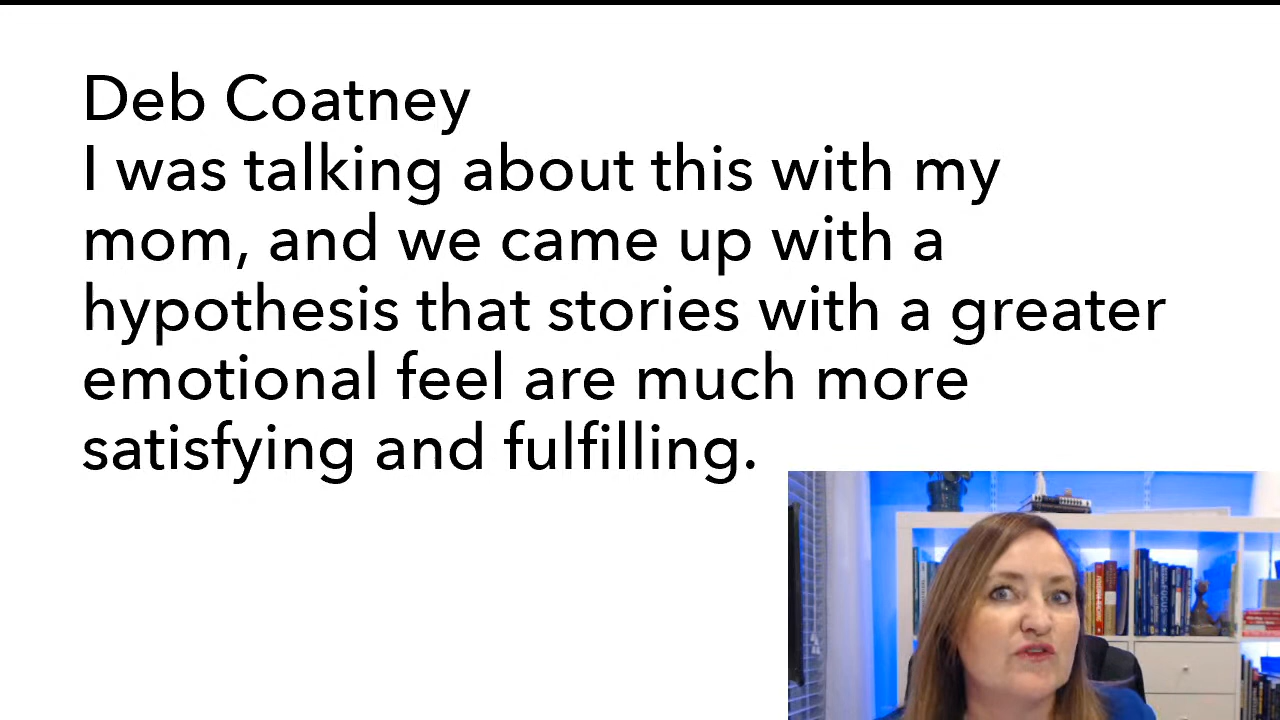 Deb Coatney
I was talking about this with my
mom, and we came up with a
hypothesis that stories with a greater
emotional feel are much more
satisfying and fulfilling.